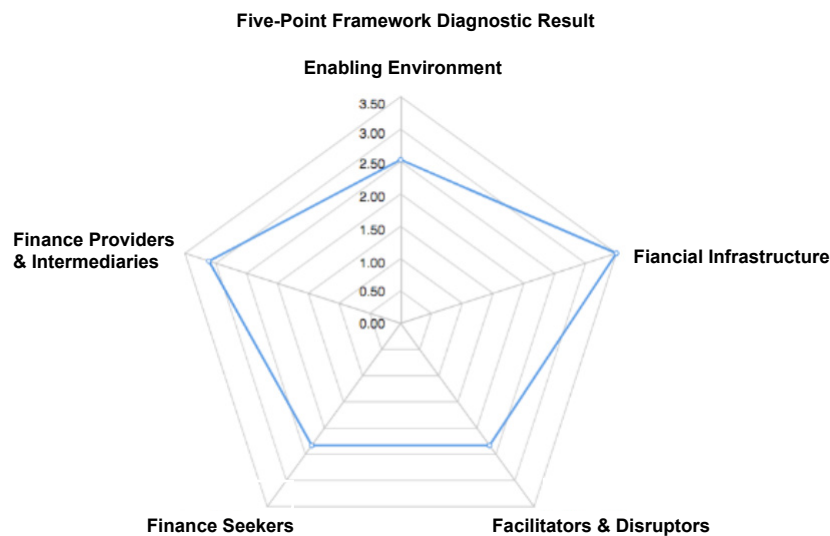 Five-Point Framework Diagnostic Result
Enabling Environment
3.50
3.00
2.50
2.00
1.50
1.00
0.50
0.00
Finance Providers
& Intermediaries
Fiancial Infrastructure
Finance Seekers
Facilitators & Disruptors